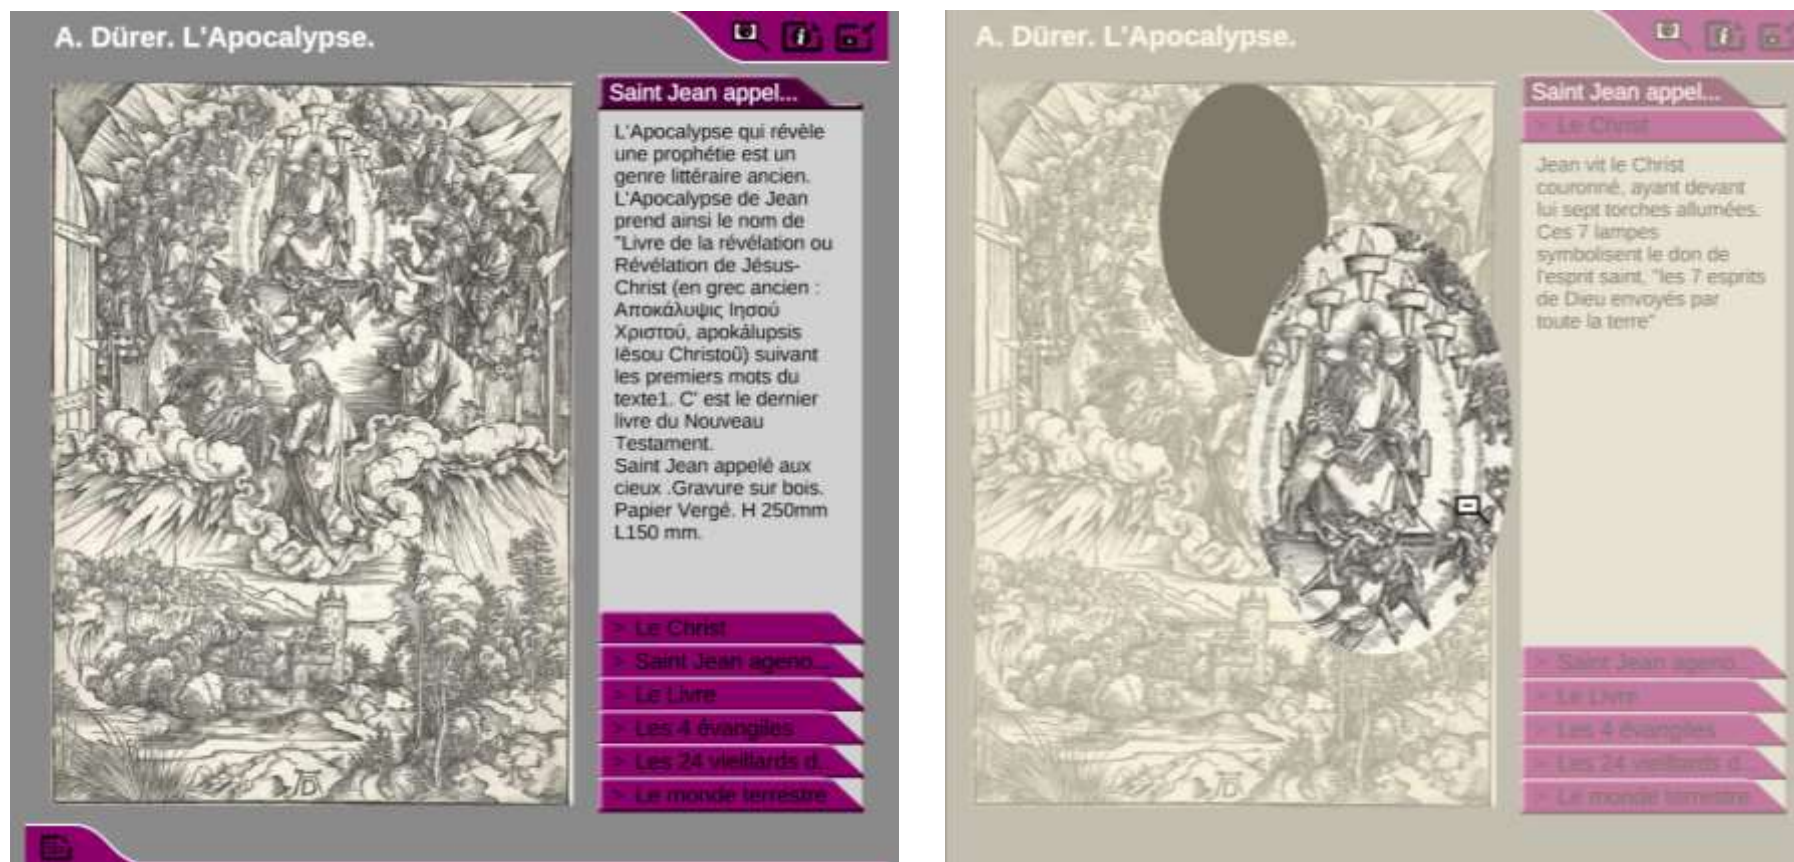 A. Dürer. L'Apocalypse.
Saint Jean appel...
L'Apocalypse qui révèle
une prophétie est un
genre littéraire ancien.
L'Apocalypse de Jean
prend ainsi le nom de
"Livre de la révélation ou
Révélation de Jésus-
Christ (en grec ancien :
Αποκάλυψις Ιησού
Χριστού, apokálupsis
Iēsou Christoũ) suivant
les premiers mots du
texte1. C' est le dernier
livre du Nouveau
Testament.
Saint Jean appelé aux
cieux .Gravure sur bois.
Papier Vergé. H 250mm
L150 mm.
> Le Christ
> Saint Jean ageno...
> Le Livre
> Les 4 évangiles
> Les 24 vieillards d...
> Le monde terrestre
AD
A. Dürer. L'Apocalypse.
Saint Jean appel...
> Le Christ
Jean vit le Christ
couronné, ayant devant
lui sept torches allumées.
Ces 7 lampes
symbolisent le don de
l'esprit saint, "les 7 esprits
de Dieu envoyés par
toute la terre"
> Saint Jean ageno...
> Le Livre
> Les 4 évangiles
> Les 24 vieillards d...
> Le monde terrestre
AD